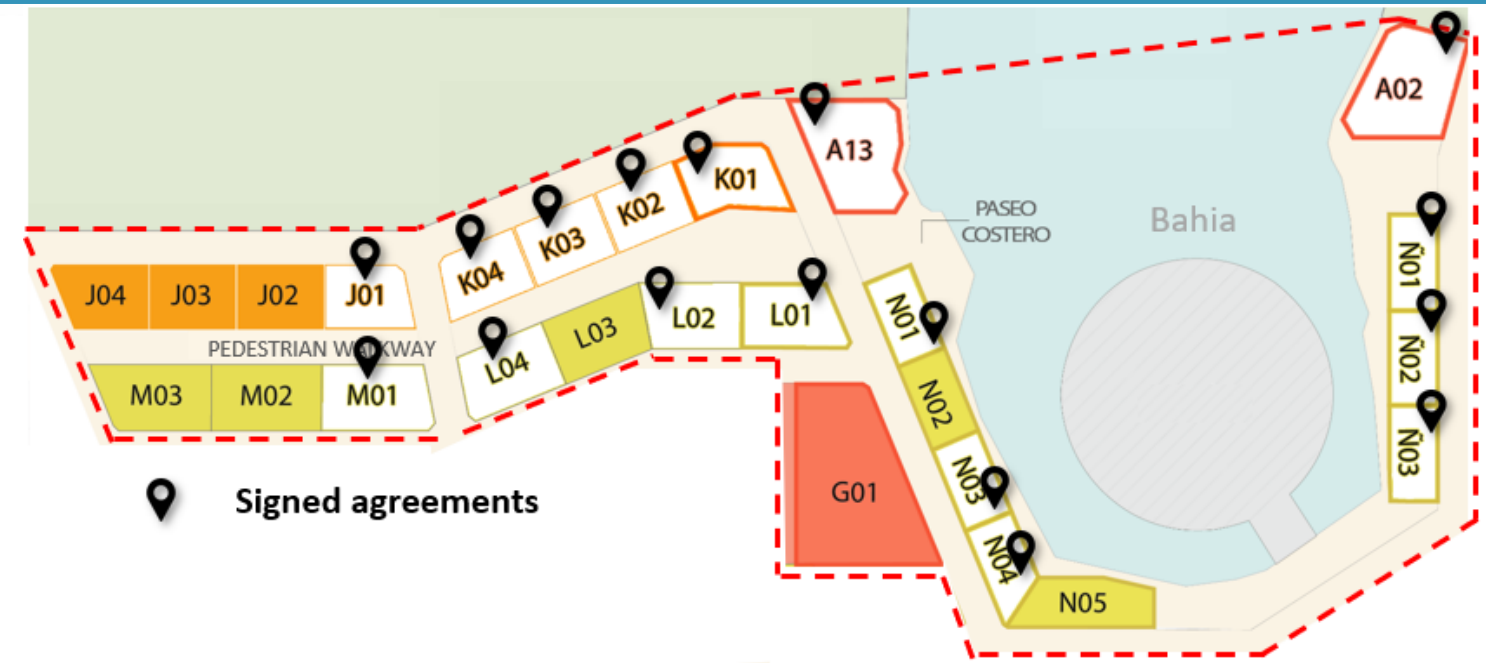 A02
A13
K01
K02
K03
K04
PASEO
COSTERO
Bahia
J04
J03
J02
J01
PEDESTRIAN WALKWAY
M03
M02
M01
L04
L03
L02
L01
N01
N02
N03
N04
N05
Ñ01
Ñ02
Ñ03
G01
Signed agreements